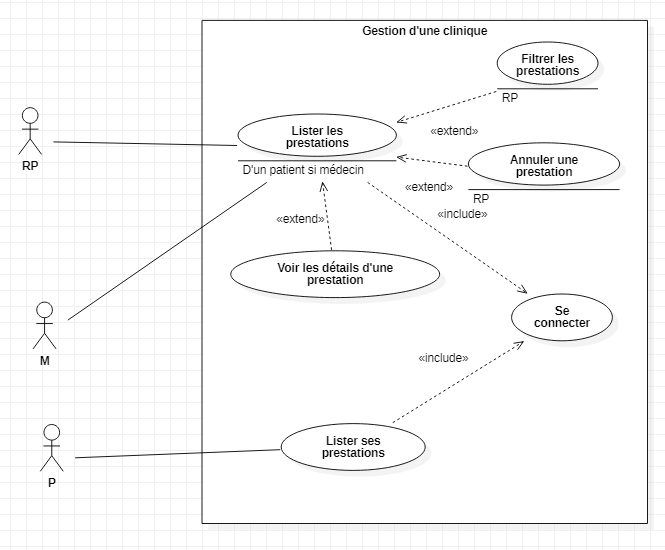 Gestion d'une clinique
Filtrer les
prestations
RP
«extend»
Lister les
prestations
D'un patient si médecin
RP
Annuler une
prestation
RP
«extend»
«include»
«extend»
Voir les détails d'une
prestation
Se
connecter
M
«include»
Lister ses
prestations
P